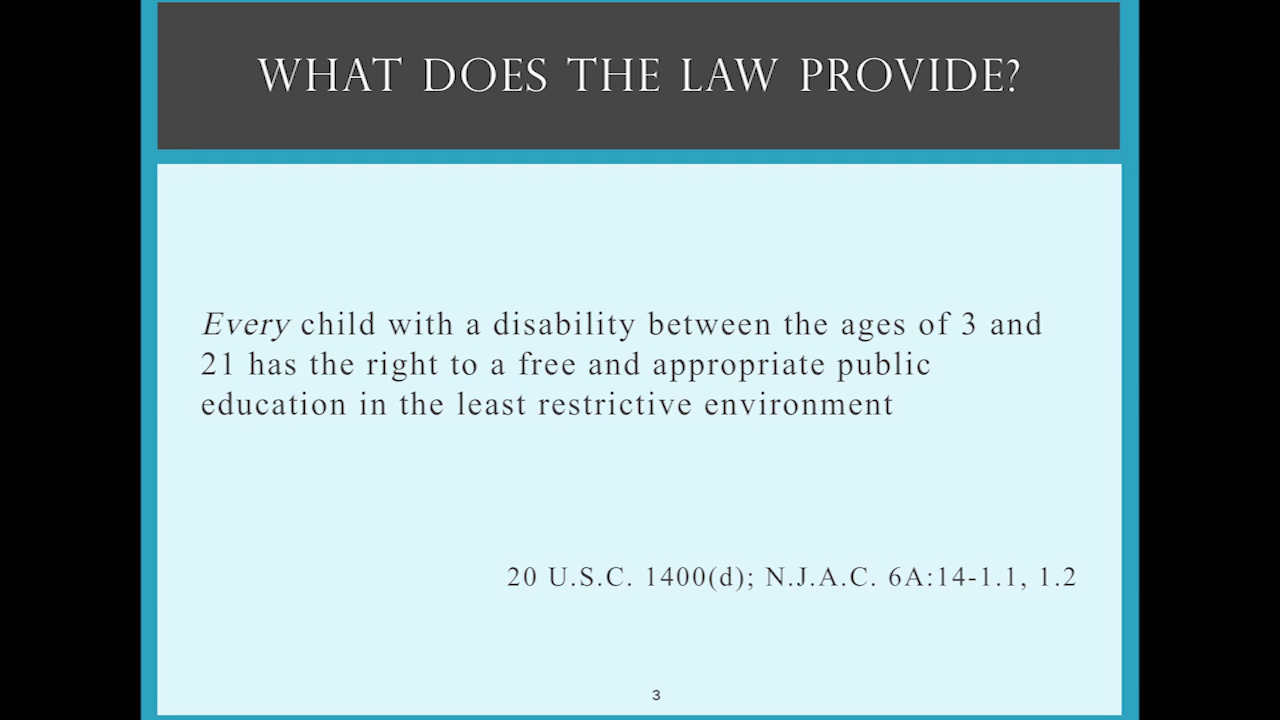 WHAT DOES THE LAW PROVIDE?
Every child with a disability between the ages of 3 and
21 has the right to a free and appropriate public
education in the least restrictive environment
20 U.S.C. 1400(d); N.J.A.C. 6A:14-1.1, 1.2
3